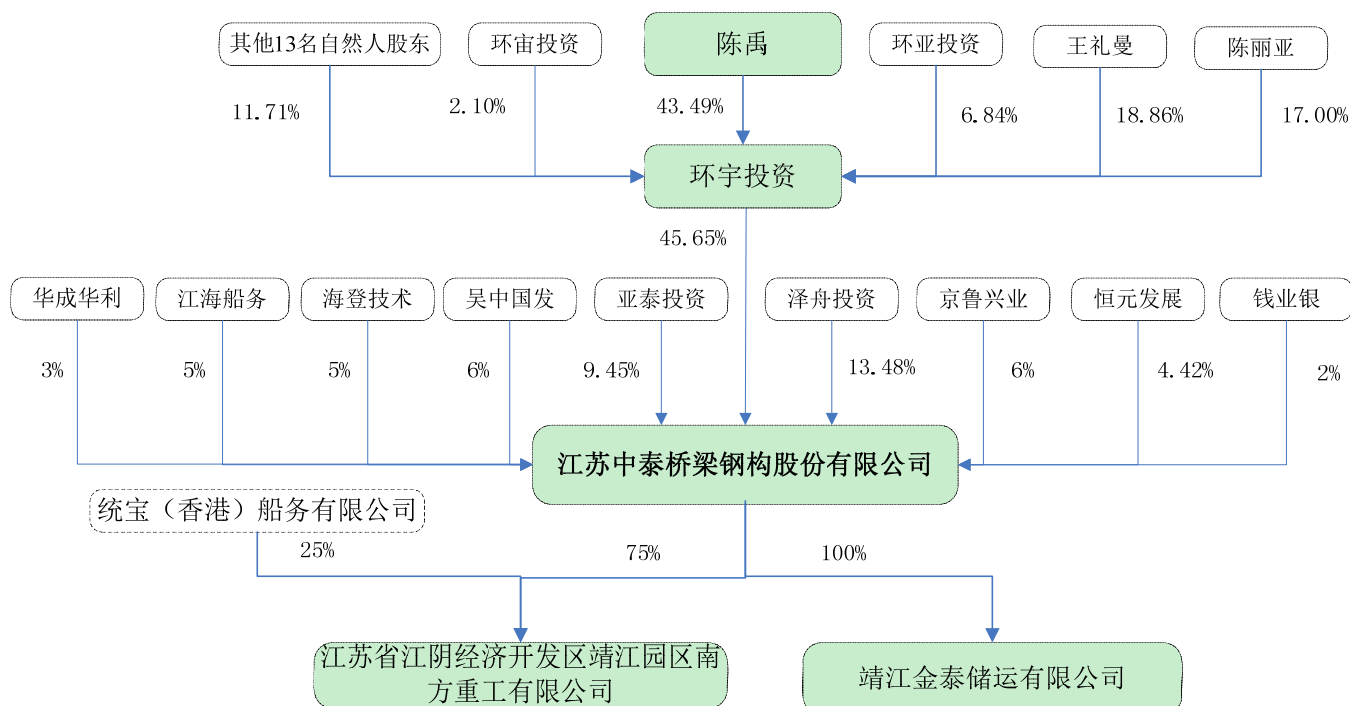 其他13名自然人股东
环宙投资
陈禹
环亚投资
王礼曼
陈丽亚
11.71%
2.10%
43.49%
6.84%
18.86%
17.00%
环宇投资
45.65%
华成华利
江海船务
海登技术
吴中国发
亚泰投资
泽舟投资
京鲁兴业
恒元发展
钱业银
3%
5%
5%
6%
9.45%
13.48%
6%
4.42%
2%
江苏中泰桥梁钢构股份有限公司
统宝（香港）船务有限公司
25%
75%
100%
江苏省江阴经济开发区靖江园区南
方重工有限公司
靖江金泰储运有限公司